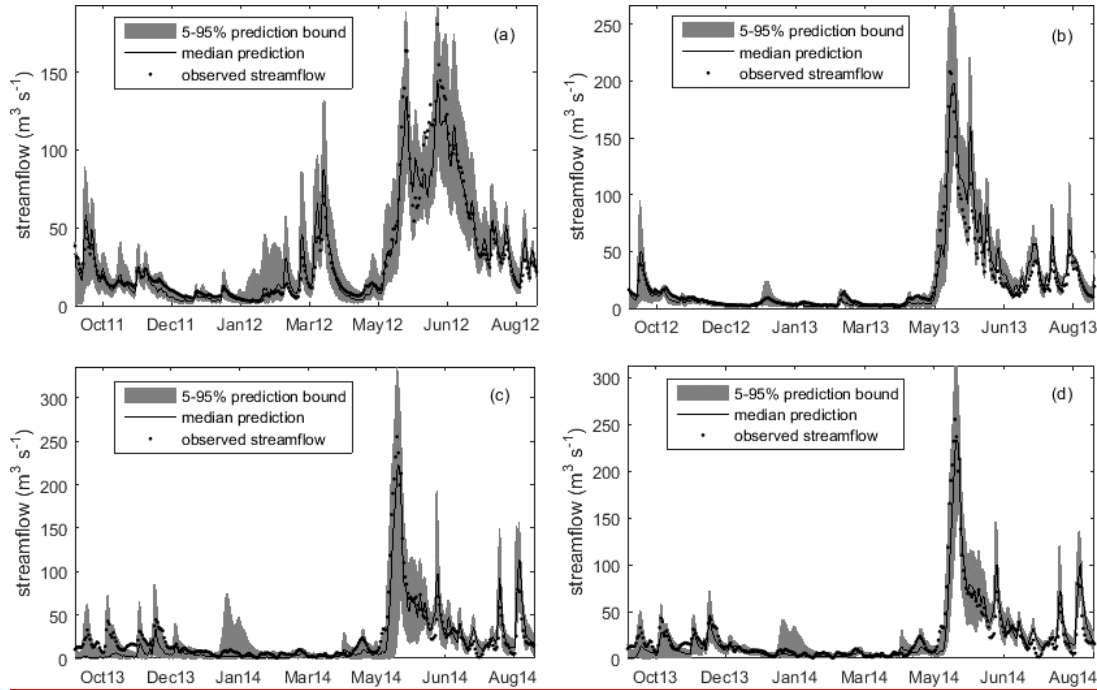 5-95% prediction bound
median prediction
observed streamflow
(a)
150
100
50
0
streamflow (m³ s⁻¹)
Oct11 Dec11 Jan12 Mar12 May12 Jun12 Aug12
5-95% prediction bound
median prediction
observed streamflow
(b)
250
200
150
100
50
0
streamflow (m³ s⁻¹)
Oct12 Dec12 Jan13 Mar13 May13 Jun13 Aug13
5-95% prediction bound
median prediction
observed streamflow
(c)
300
250
200
150
100
50
0
streamflow (m³ s⁻¹)
Oct13 Dec13 Jan14 Mar14 May14 Jun14 Aug14
5-95% prediction bound
median prediction
observed streamflow
(d)
300
250
200
150
100
50
0
streamflow (m³ s⁻¹)
Oct13 Dec13 Jan14 Mar14 May14 Jun14 Aug14